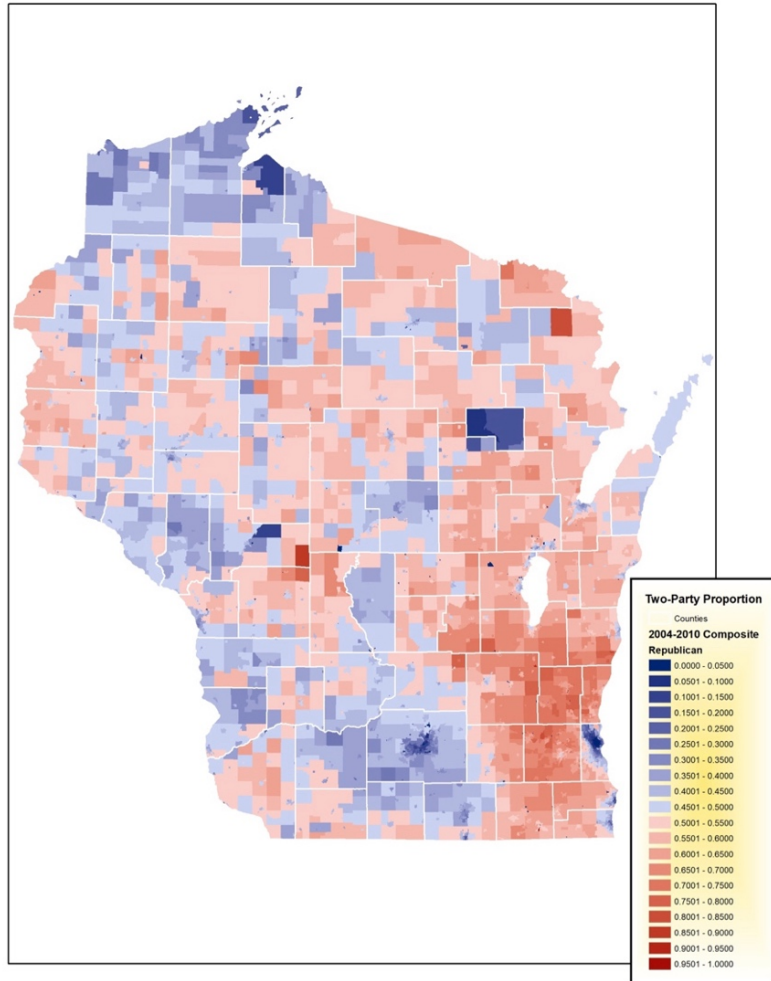 Two-Party Proportion
Counties
2004-2010 Composite
Republican
0.0000 - 0.0500
0.0501 - 0.1000
0.1001 - 0.1500
0.1501 - 0.2000
0.2001 - 0.2500
0.2501 - 0.3000
0.3001 - 0.3500
0.3501 - 0.4000
0.4001 - 0.4500
0.4501 - 0.5000
0.5001 - 0.5500
0.5501 - 0.6000
0.6001 - 0.6500
0.6501 - 0.7000
0.7001 - 0.7500
0.7501 - 0.8000
0.8001 - 0.8500
0.8501 - 0.9000
0.9001 - 0.9500
0.9501 - 1.0000